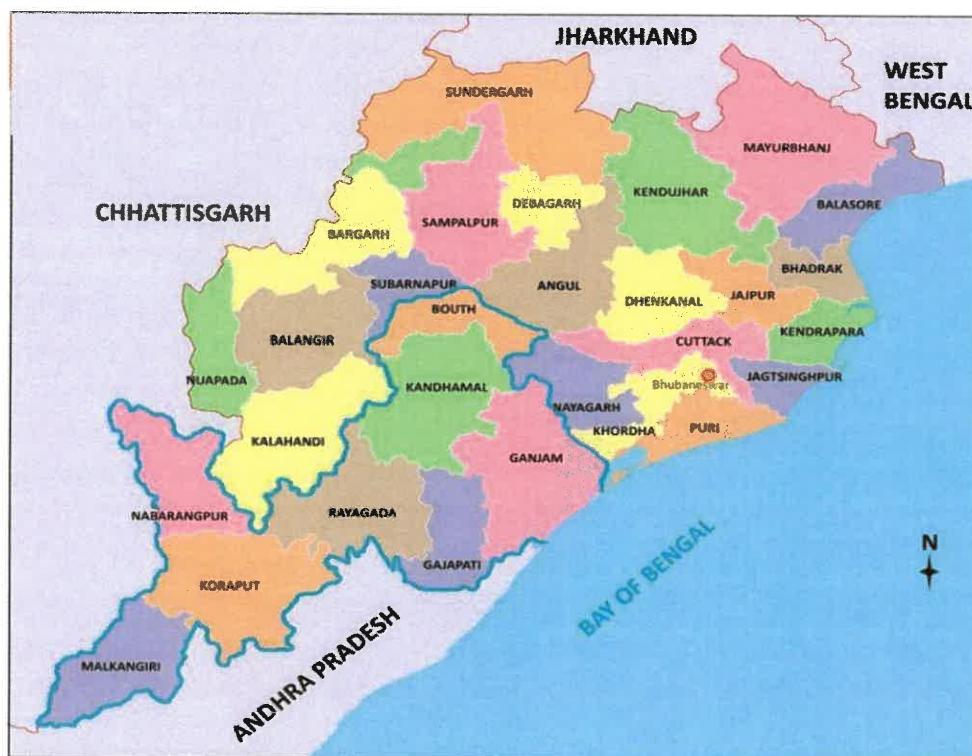 JHARKHAND
WEST
BENGAL
SUNDERGARH
MAYURBHANJ
KENDUJHAR
DEBAGARH
BALASORE
CHHATTISGARH
SAMPALPUR
BARGARH
BHADRAK
SUBARNAPUR
ANGUL
DHENKANAL
JAJPUR
BOUTH
KENDRAPARA
BALANGIR
CUTTACK
JAGTSINGHPUR
NUAPADA
KANDHAMAL
Bhubaneswar
NAYAGARH
KHORDHA
PURI
KALAHANDI
GANJAM
NABARANGPUR
RAYAGADA
N
GAJAPATI
BAY OF BENGAL
KORAPUT
MALKANGIRI
ANDHRA PRADESH